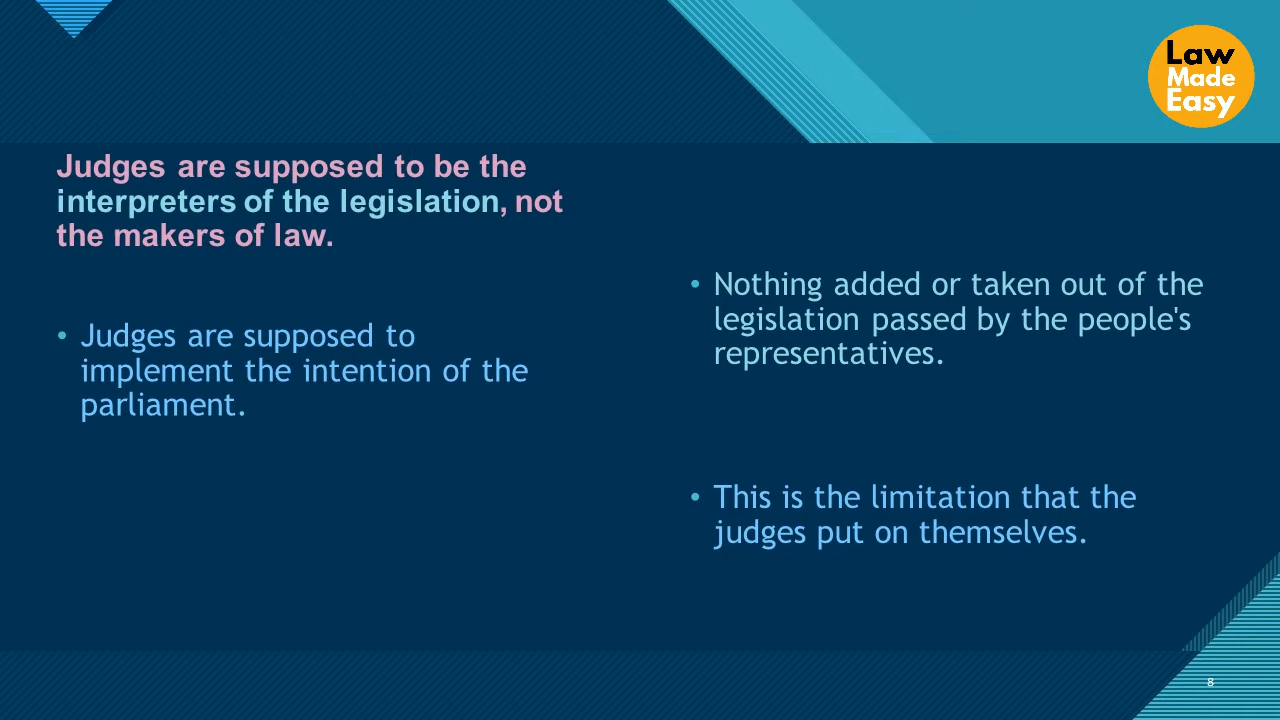 Law
Made
Easy
Judges are supposed to be the
interpreters of the legislation, not
the makers of law.
• Judges are supposed to
implement the intention of the
parliament.
• Nothing added or taken out of the
legislation passed by the people's
representatives.
• This is the limitation that the
judges put on themselves.
8